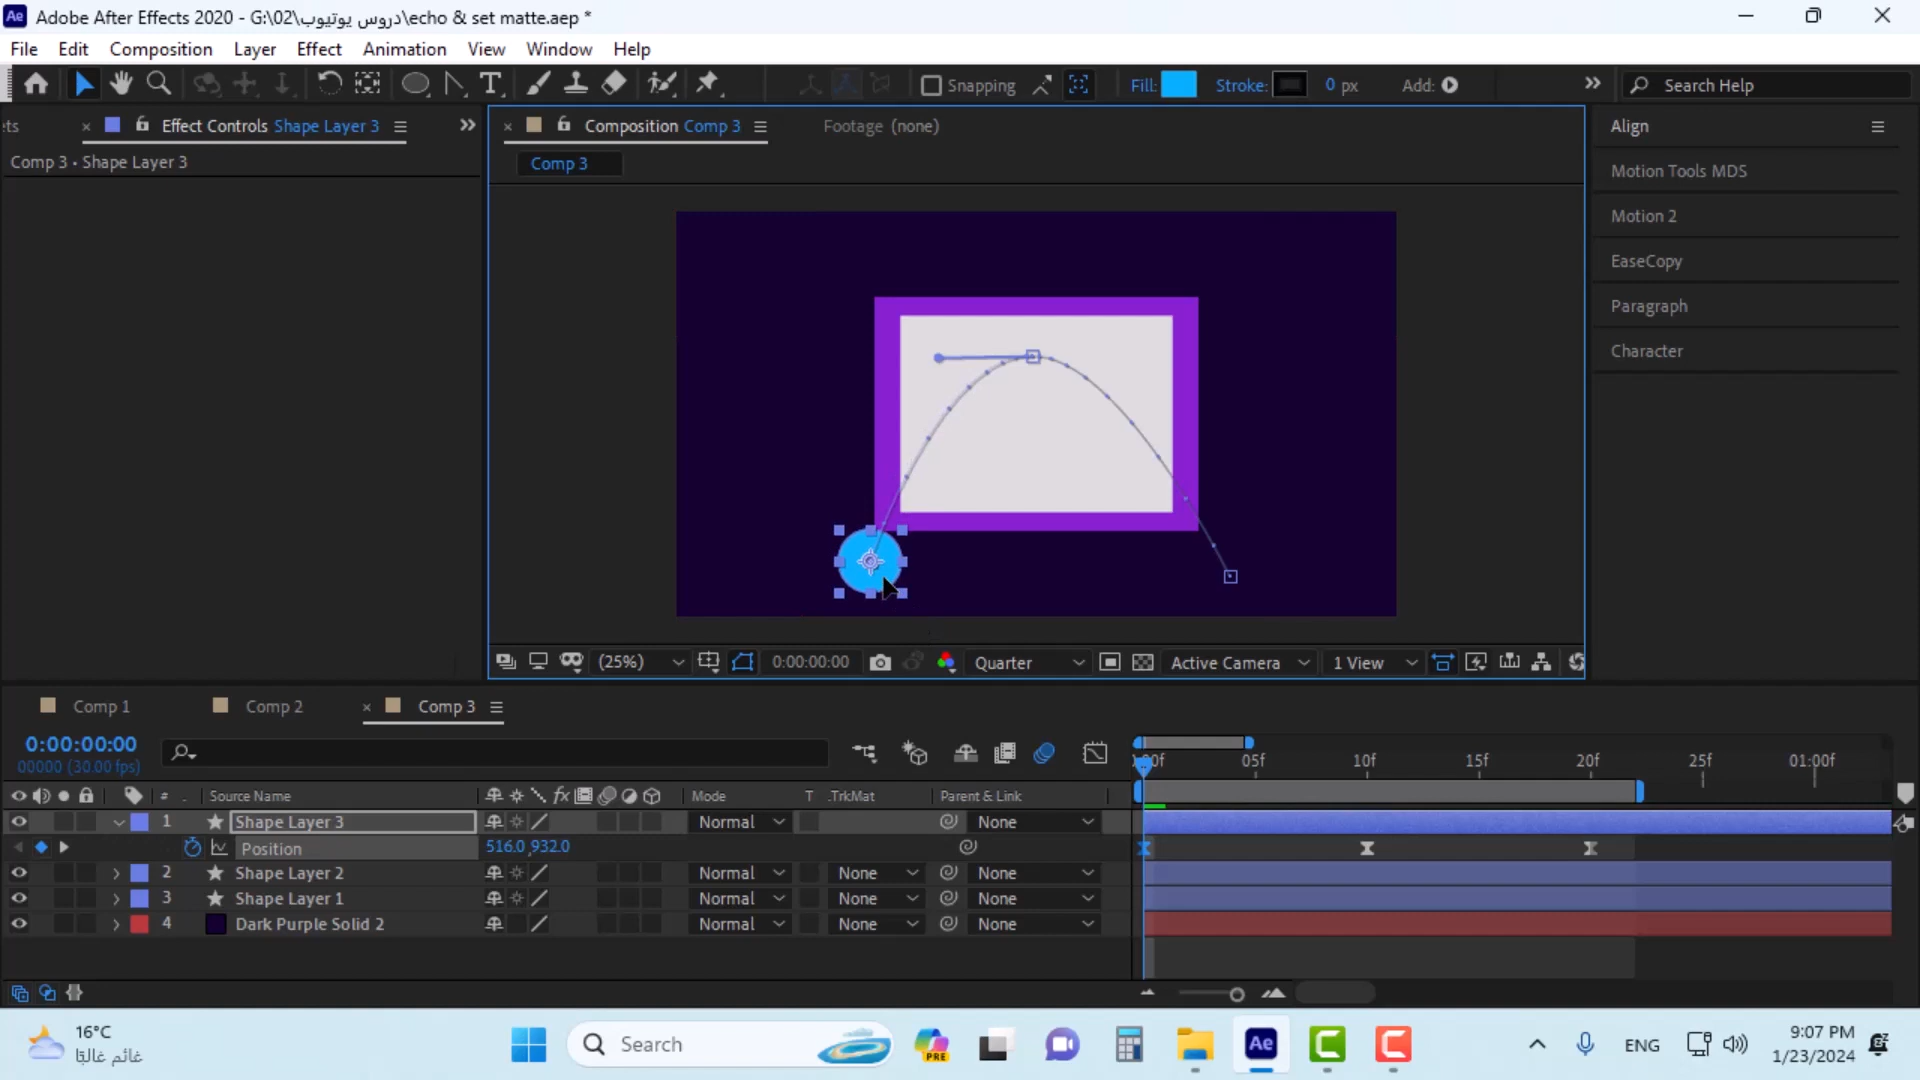 Adobe After Effects 2020 - G:\02\دروس يوتيوب\echo & set matte.aep *
File Edit Composition Layer Effect Animation View Window Help
Snapping Fill: Stroke: 0 px Add: Search Help
ts Effect Controls Shape Layer 3
Comp 3 • Shape Layer 3
Composition Comp 3 Footage (none)
Comp 3
Align
Motion Tools MDS
Motion 2
EaseCopy
Paragraph
Character
(25%) 0:00:00:00 Quarter Active Camera 1 View
Comp 1 Comp 2 Comp 3
0:00:00:00
00000 (30.00 fps)
05f 10f 15f 20f 25f 01:00f
# Source Name fx Mode T .TrkMat Parent & Link
1 Shape Layer 3 Normal None
Position 516.0,932.0
2 Shape Layer 2 Normal None None
3 Shape Layer 1 Normal None None
4 Dark Purple Solid 2 Normal None None
16°C
غائم غالبًا
Search
PRE
Ae
ENG
9:07 PM
1/23/2024